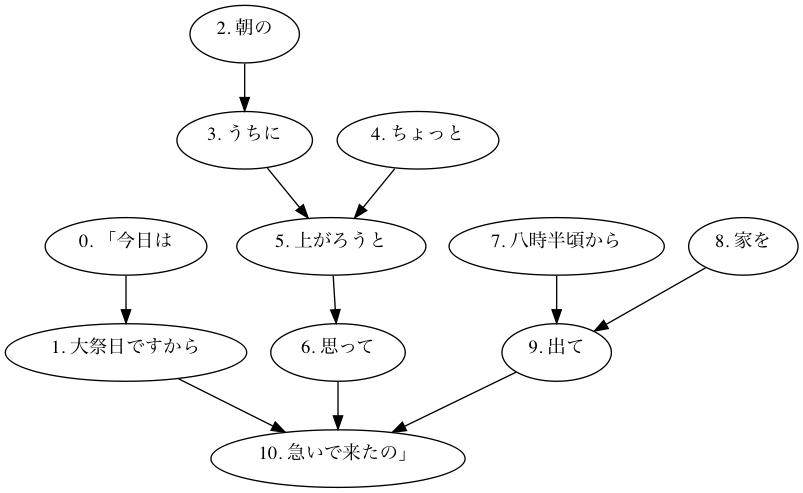 2. 朝の
3. うちに
4. ちょっと
0. 「今日は
5. 上がろうと
7. 八時半頃から
8. 家を
1. 大祭日ですから
6. 思って
9. 出て
10. 急いで来たの」